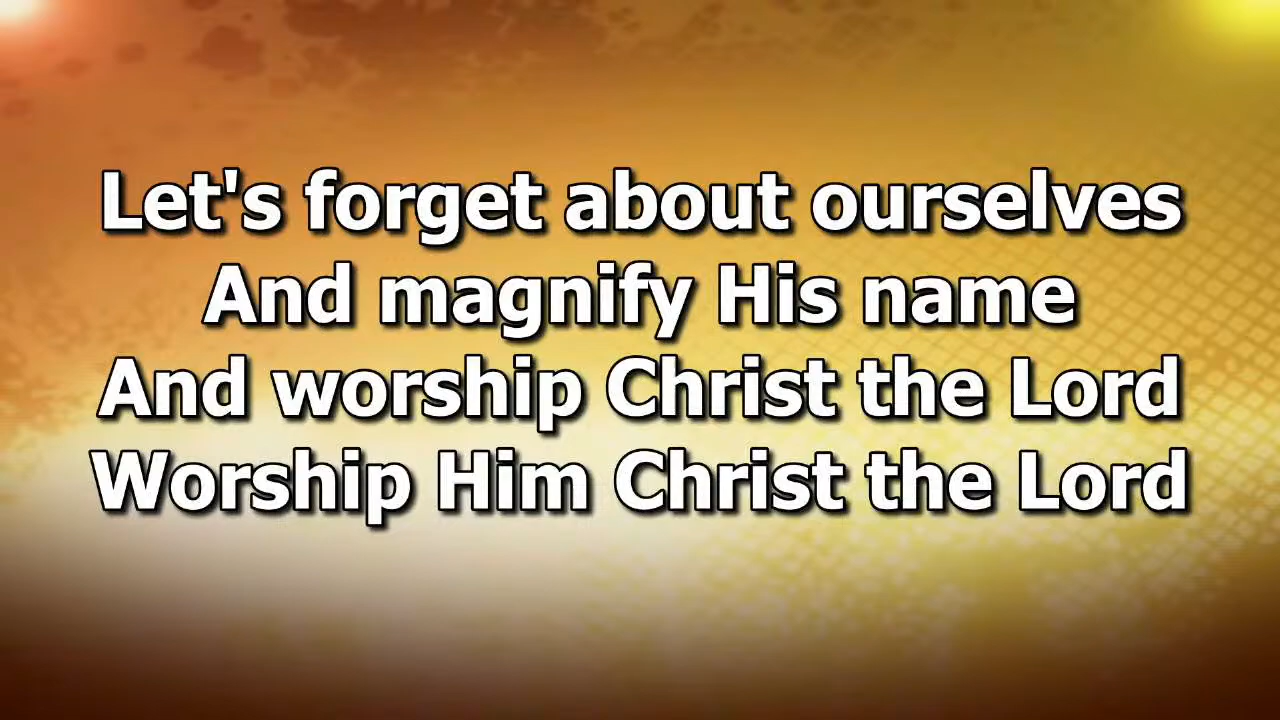 Let's forget about ourselves
And magnify His name
And worship Christ the Lord
Worship Him Christ the Lord